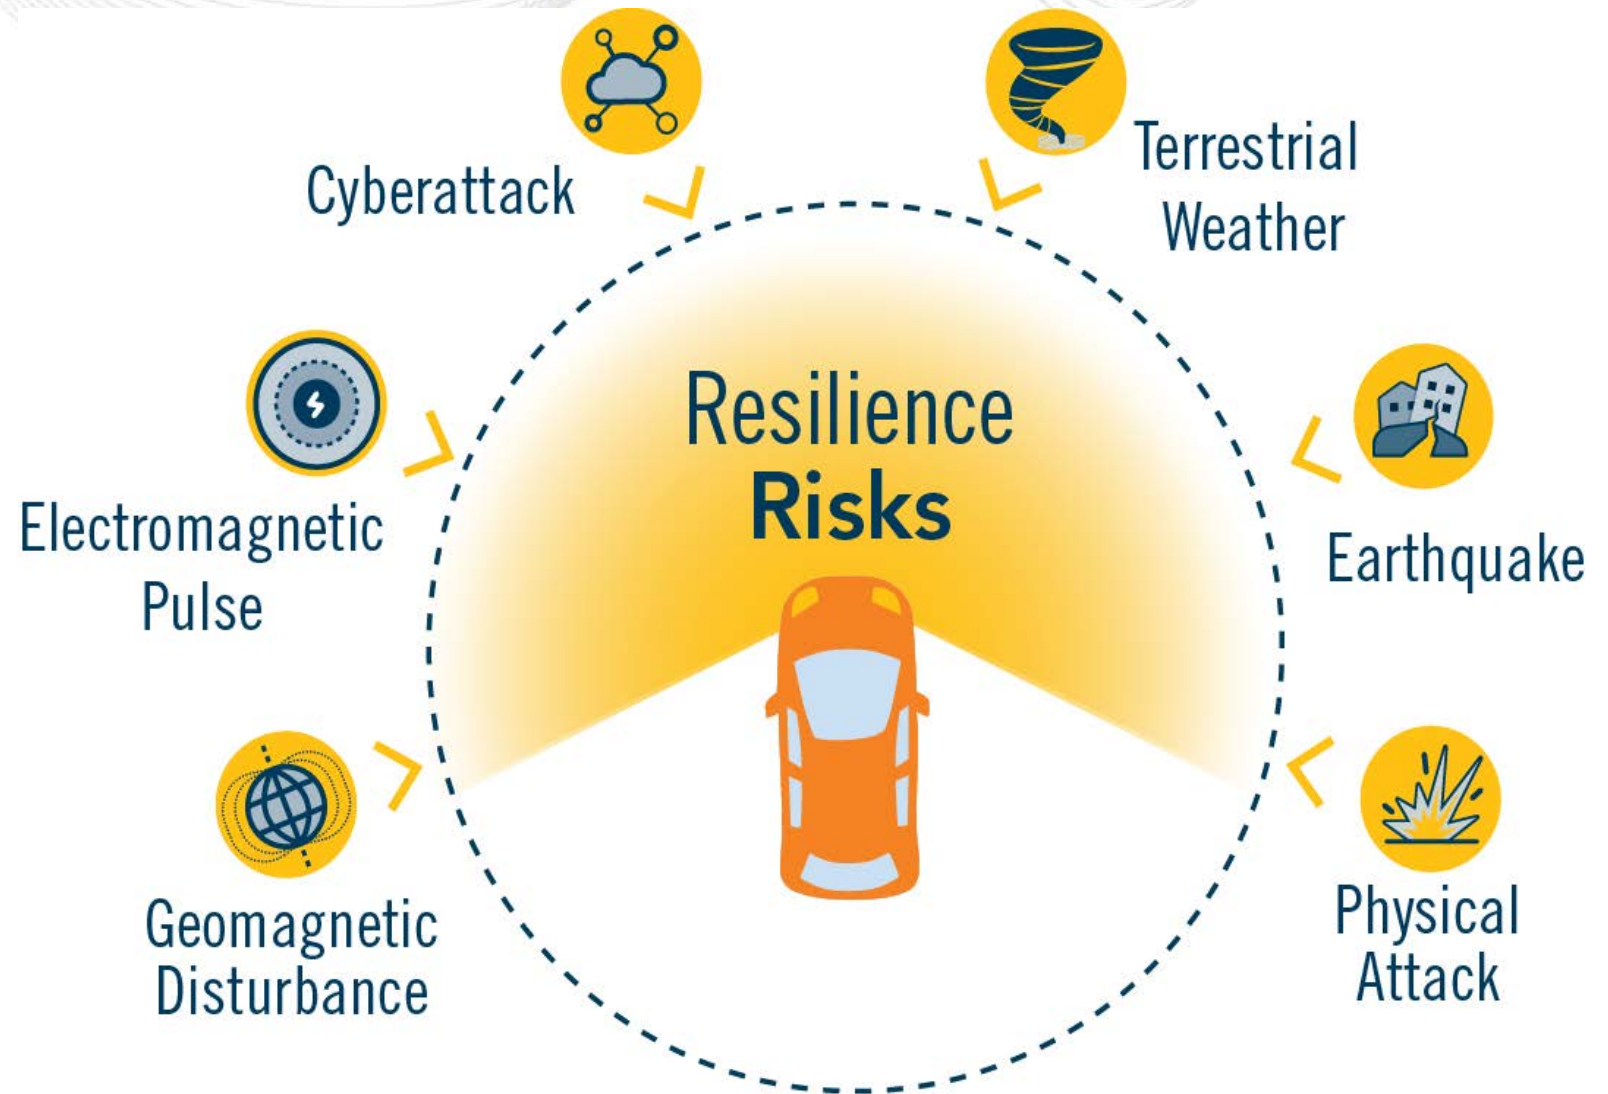 Cyberattack
Terrestrial
Weather
Resilience
Risks
Electromagnetic
Pulse
Earthquake
Geomagnetic
Disturbance
Physical
Attack